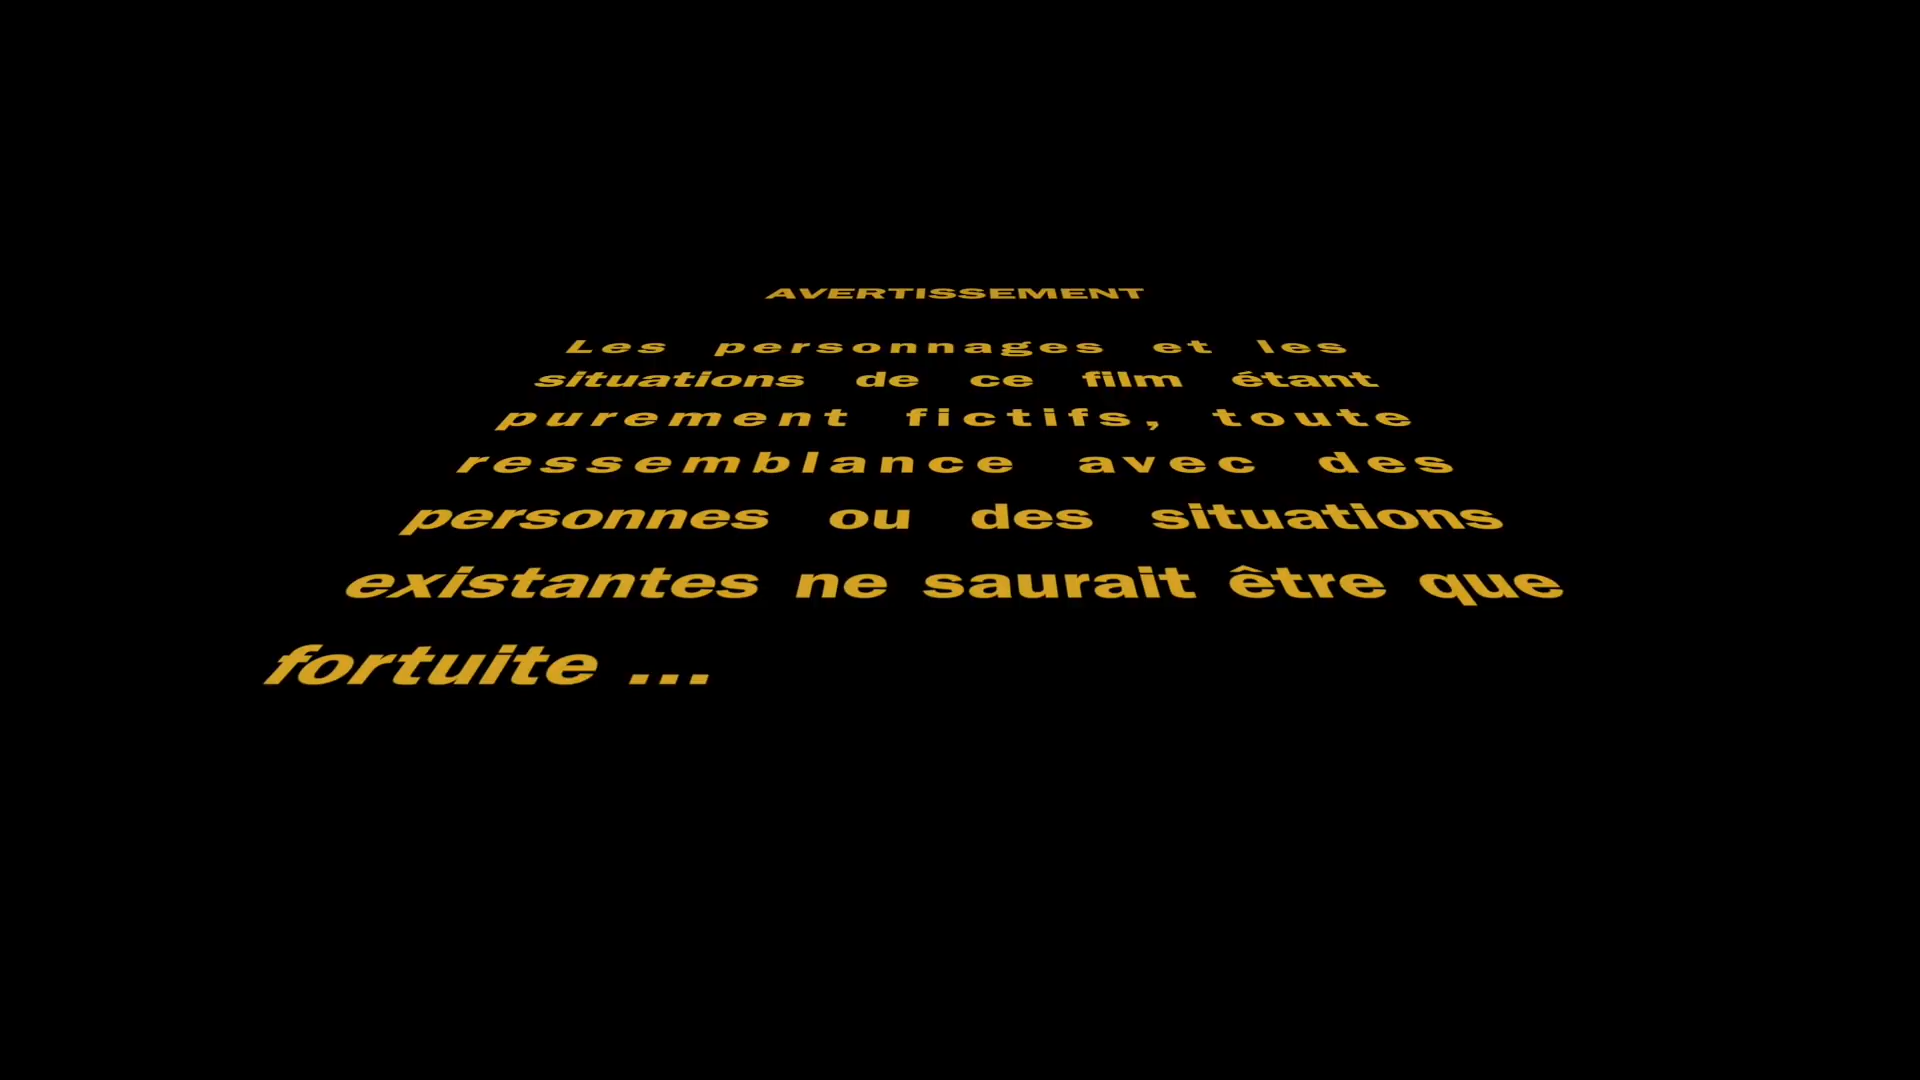 AVERTISSEMENT
Les personnages et les
situations de ce film étant
purement fictifs, toute
ressemblance avec des
personnes ou des situations
existantes ne saurait être que
fortuite ...